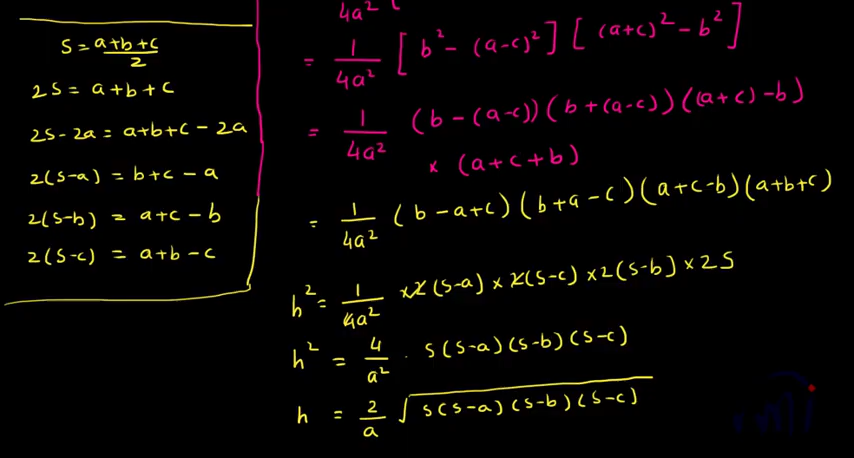 S = a+b+c/2
2S = a+b+c
2S-2a = a+b+c-2a
2(S-a) = b+c-a
2(S-b) = a+c-b
2(S-c) = a+b-c
4a²
= 1/4a² [b² - (a-c)²] [(a+c)² - b²]
= 1/4a² (b-(a-c))(b+(a-c))((a+c)-b)
× (a+c+b)
= 1/4a² (b-a+c)(b+a-c)(a+c-b)(a+b+c)
h² = 1/4a² × 2(S-a) × 2(S-c) × 2(S-b) × 2S
h² = 4/a² · S(S-a)(S-b)(S-c)
h = 2/a √S(S-a)(S-b)(S-c)